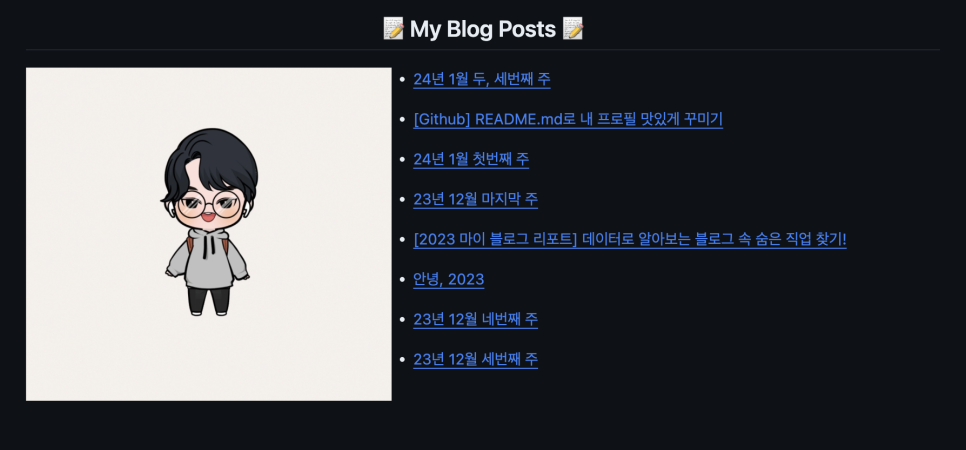 📝 My Blog Posts 📝
24년 1월 두, 세번째 주
[Github] README.md로 내 프로필 맛있게 꾸미기
24년 1월 첫번째 주
23년 12월 마지막 주
[2023 마이 블로그 리포트] 데이터로 알아보는 블로그 속 숨은 직업 찾기!
안녕, 2023
23년 12월 네번째 주
23년 12월 세번째 주